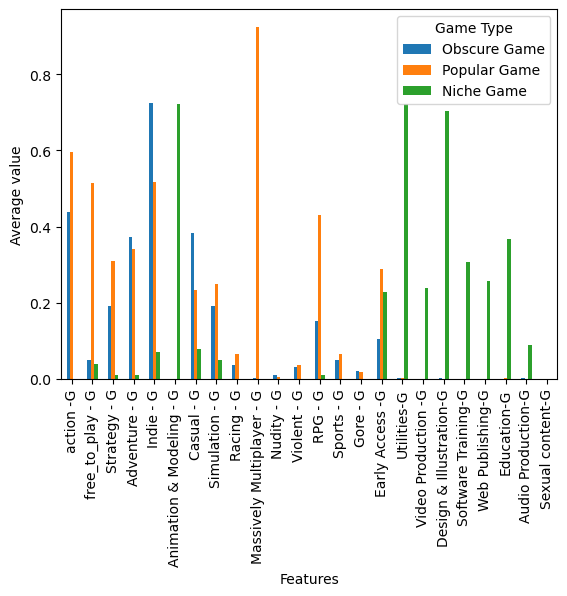 Game Type
Obscure Game
Popular Game
Niche Game
Average value
0.8
0.6
0.4
0.2
0.0
action -G
free_to_play - G
Strategy - G
Adventure - G
Indie - G
Animation & Modeling - G
Casual - G
Simulation - G
Racing - G
Massively Multiplayer - G
Nudity - G
Violent - G
RPG - G
Sports - G
Gore - G
Early Access -G
Utilities-G
Video Production -G
Design & Illustration-G
Software Training-G
Web Publishing-G
Education-G
Audio Production-G
Sexual content-G
Features